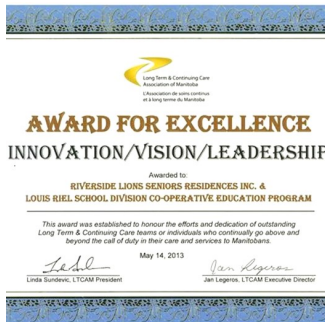 Long Term & Continuing Care
Association of Manitoba
L'Association de soins continus
et à long terme du Manitoba
AWARD FOR EXCELLENCE
INNOVATION/VISION/LEADERSHIP
Awarded to:
RIVERSIDE LIONS SENIORS RESIDENCES INC. &
LOUIS RIEL SCHOOL DIVISION CO-OPERATIVE EDUCATION PROGRAM
This award was established to honour the efforts and dedication of outstanding
Long Term & Continuing Care teams or individuals who continually go above and
beyond the call of duty in their care and services to Manitobans.
May 14, 2013
Jan Legeros
Linda Sundevic, LTCAM President
Jan Legeros, LTCAM Executive Director